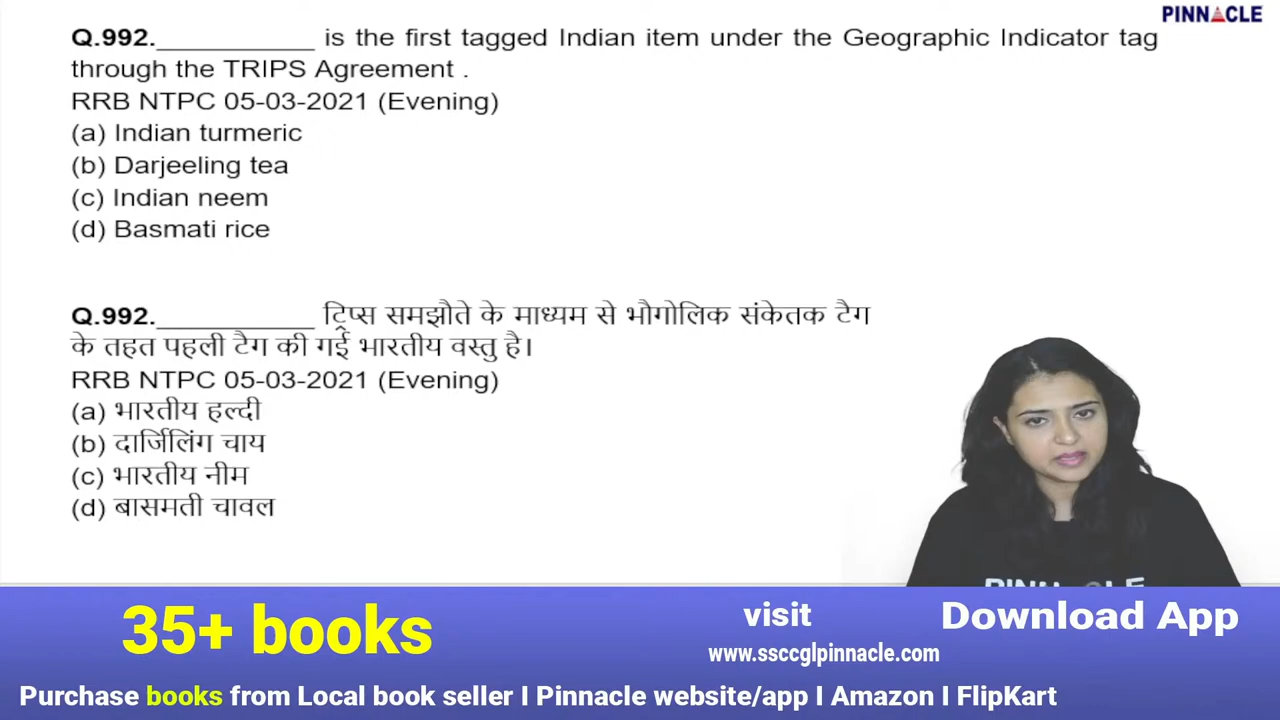 PINNACLE
Q.992.___________ is the first tagged Indian item under the Geographic Indicator tag
through the TRIPS Agreement .
RRB NTPC 05-03-2021 (Evening)
(a) Indian turmeric
(b) Darjeeling tea
(c) Indian neem
(d) Basmati rice
Q.992.___________ ट्रिप्स समझौते के माध्यम से भौगोलिक संकेतक टैग
के तहत पहली टैग की गई भारतीय वस्तु है।
RRB NTPC 05-03-2021 (Evening)
(a) भारतीय हल्दी
(b) दार्जिलिंग चाय
(c) भारतीय नीम
(d) बासमती चावल
35+ books
visit
www.ssccglpinnacle.com
Download App
Purchase books from Local book seller I Pinnacle website/app I Amazon I FlipKart